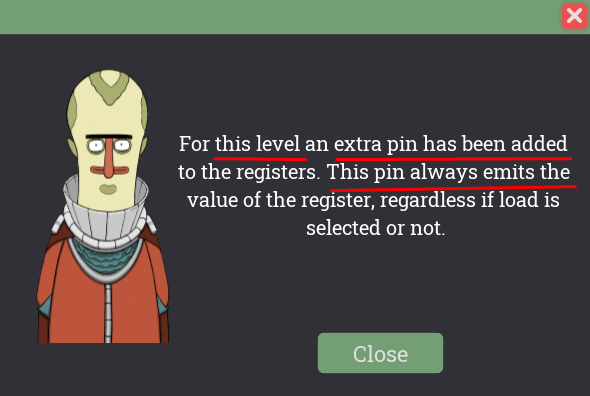 For this level an extra pin has been added
to the registers. This pin always emits the
value of the register, regardless if load is
selected or not.
Close